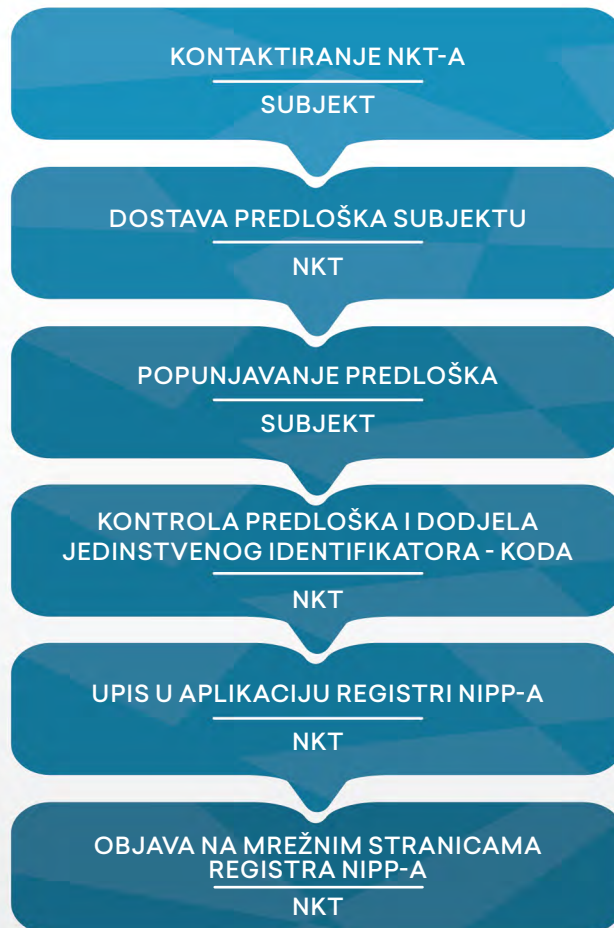 KONTAKTIRANJE NKT-A
SUBJEKT
DOSTAVA PREDLOŠKA SUBJEKTU
NKT
POPUNJAVANJE PREDLOŠKA
SUBJEKT
KONTROLA PREDLOŠKA I DODJELA
JEDINSTVENOG IDENTIFIKATORA - KODA
NKT
UPIS U APLIKACIJU REGISTRI NIPP-A
NKT
OBJAVA NA MREŽNIM STRANICAMA
REGISTRA NIPP-A
NKT